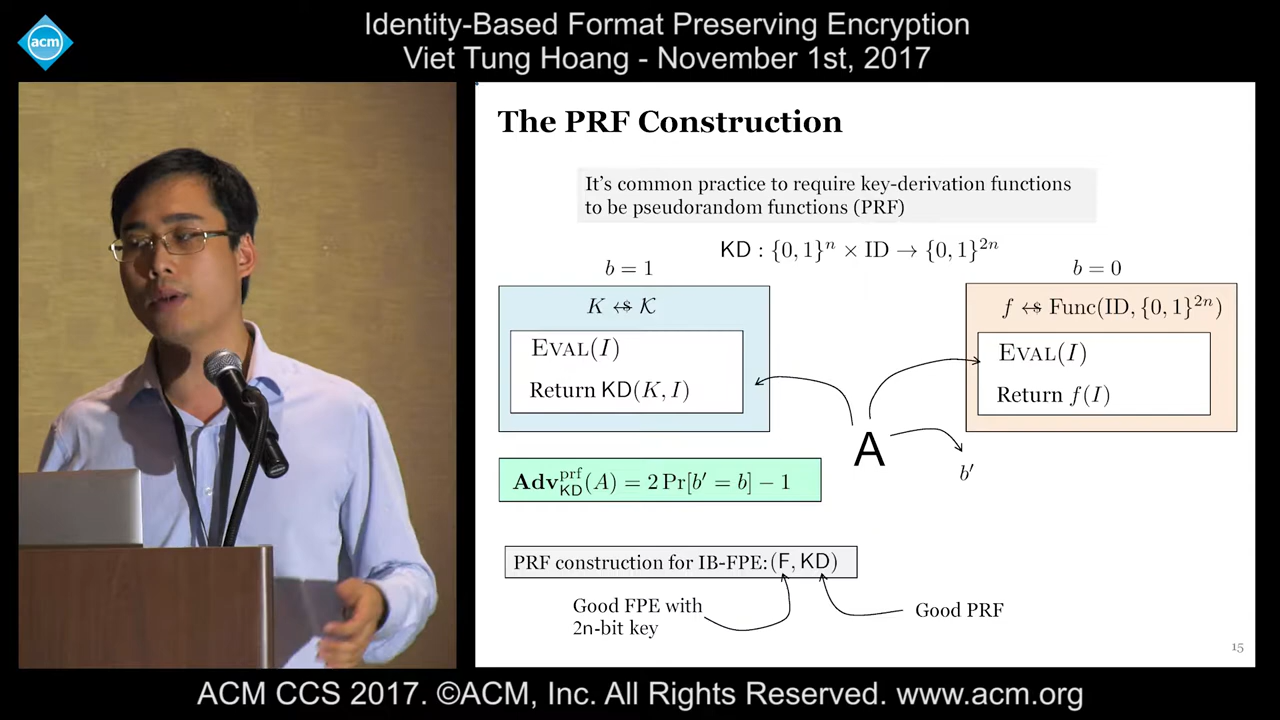 acm
Identity-Based Format Preserving Encryption
Viet Tung Hoang - November 1st, 2017
The PRF Construction
It's common practice to require key-derivation functions
to be pseudorandom functions (PRF)
KD : {0,1}ⁿ × ID → {0,1}²ⁿ
b = 1
K ↞$ 𝒦
EVAL(I)
Return KD(K, I)
b = 0
f ↞$ Func(ID, {0,1}²ⁿ)
EVAL(I)
Return f(I)
A
b′
Adv^prf_KD(A) = 2 Pr[b′ = b] − 1
PRF construction for IB-FPE: (F, KD)
Good FPE with
2n-bit key
Good PRF
15
ACM CCS 2017. ©ACM, Inc. All Rights Reserved. www.acm.org